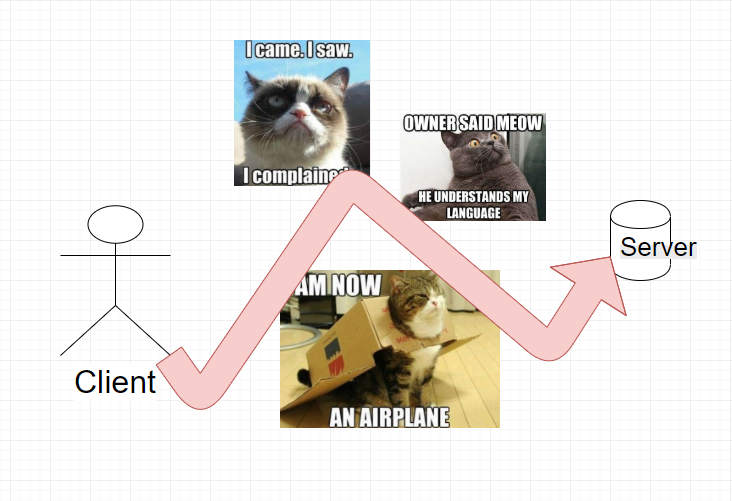 I came. I saw.
I complained
OWNER SAID MEOW
HE UNDERSTANDS MY
LANGUAGE
Server
AM NOW
AN AIRPLANE
Client